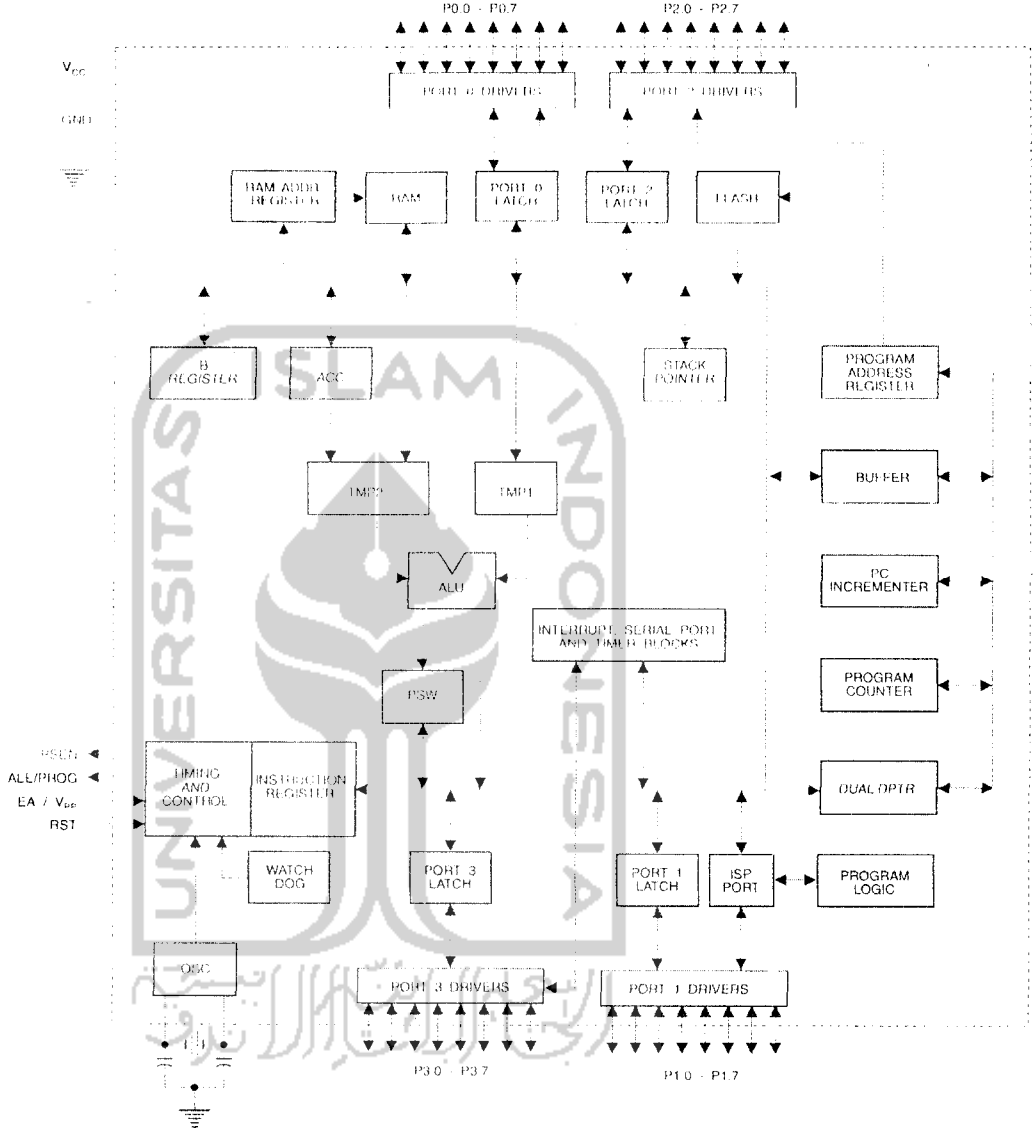 P0.0 - P0.7
P2.0 - P2.7
VCC
PORT 0 DRIVERS
PORT 2 DRIVERS
GND
RAM ADDR.
REGISTER
RAM
PORT 0
LATCH
PORT 2
LATCH
FLASH
B
REGISTER
ACC
STACK
POINTER
PROGRAM
ADDRESS
REGISTER
BUFFER
TMP2
TMP1
ALU
PC
INCREMENTER
INTERRUPT, SERIAL PORT
AND TIMER BLOCKS
PROGRAM
COUNTER
PSW
PSEN
ALE/PROG
EA / VPP
RST
TIMING
AND
CONTROL
INSTRUCTION
REGISTER
DUAL DPTR
WATCH
DOG
PORT 3
LATCH
PORT 1
LATCH
ISP
PORT
PROGRAM
LOGIC
OSC
PORT 3 DRIVERS
PORT 1 DRIVERS
P3.0 - P3.7
P1.0 - P1.7
UNIVERSITAS
ISLAM
INDONESIA